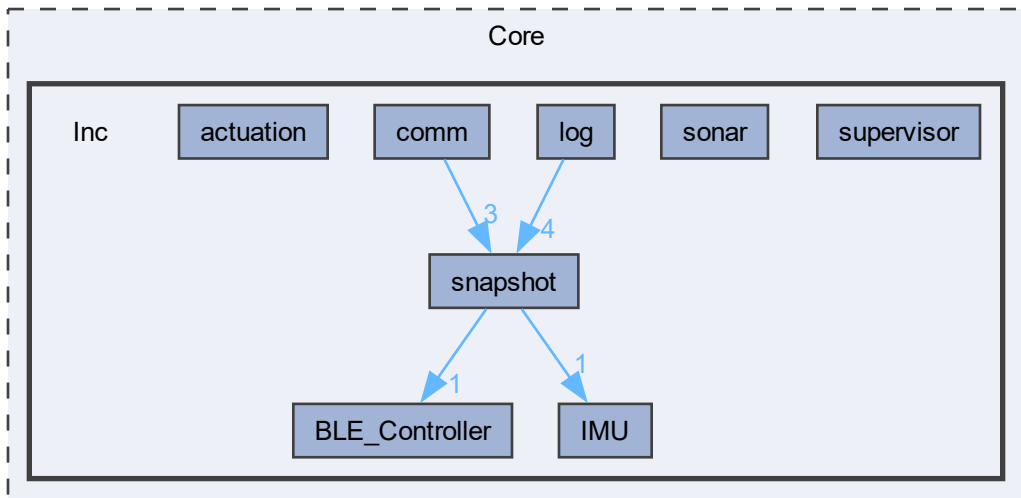 Core
Inc
actuation
comm
log
sonar
supervisor
3
4
snapshot
1
1
BLE_Controller
IMU